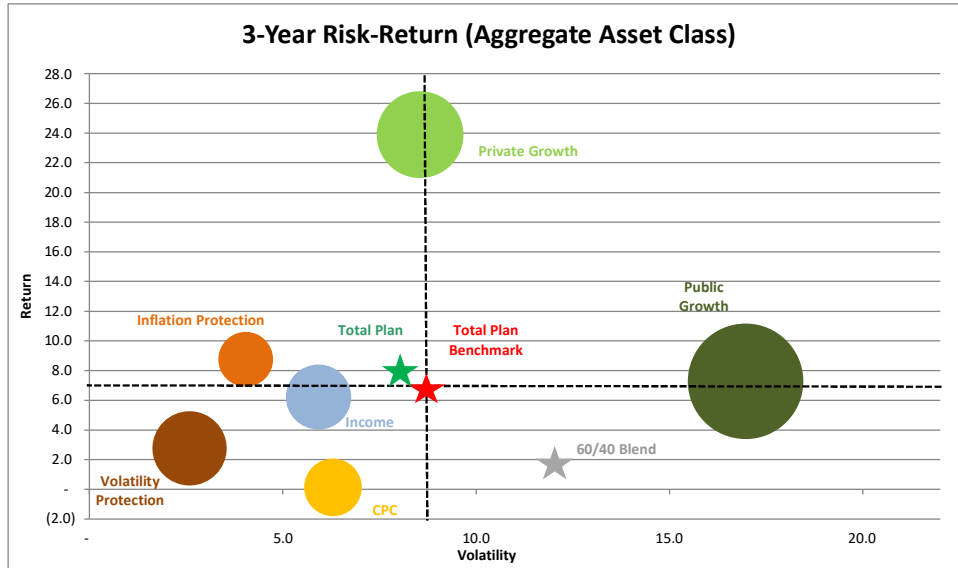 3-Year Risk-Return (Aggregate Asset Class)
28.0
26.0
24.0
22.0
20.0
18.0
16.0
14.0
12.0
10.0
8.0
6.0
4.0
2.0
-
(2.0)
Return
Private Growth
Public
Growth
Inflation Protection
Total Plan
Total Plan
Benchmark
Income
60/40 Blend
Volatility
Protection
CPC
-
5.0
10.0
15.0
20.0
Volatility